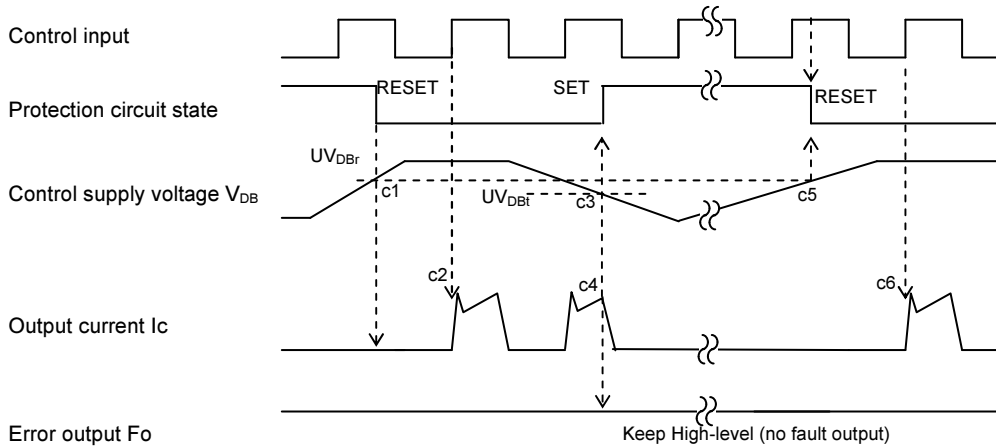 Control input
RESET
SET
RESET
Protection circuit state
UVDBr
c1
c5
Control supply voltage VDB
UVDBt
c3
c2
c4
c6
Output current Ic
Error output Fo
Keep High-level (no fault output)